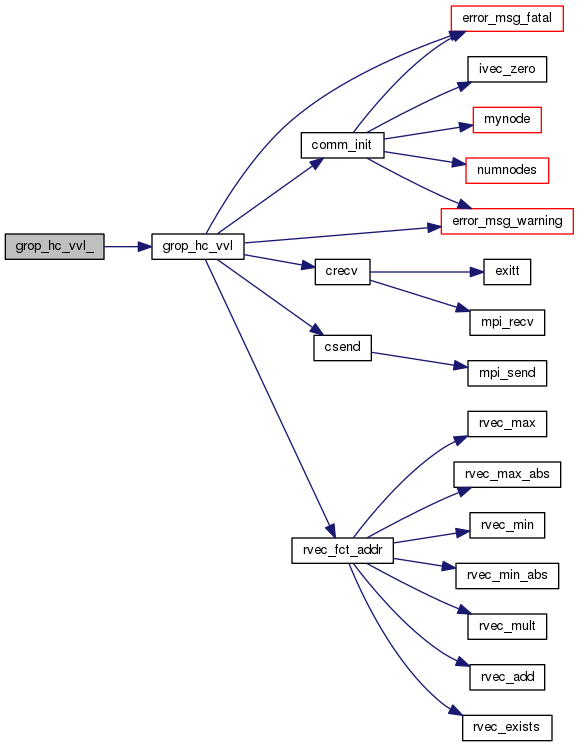 error_msg_fatal
ivec_zero
mynode
comm_init
numnodes
error_msg_warning
grop_hc_vvl_
grop_hc_vvl
crecv
exitt
mpi_recv
csend
mpi_send
rvec_max
rvec_max_abs
rvec_min
rvec_fct_addr
rvec_min_abs
rvec_mult
rvec_add
rvec_exists